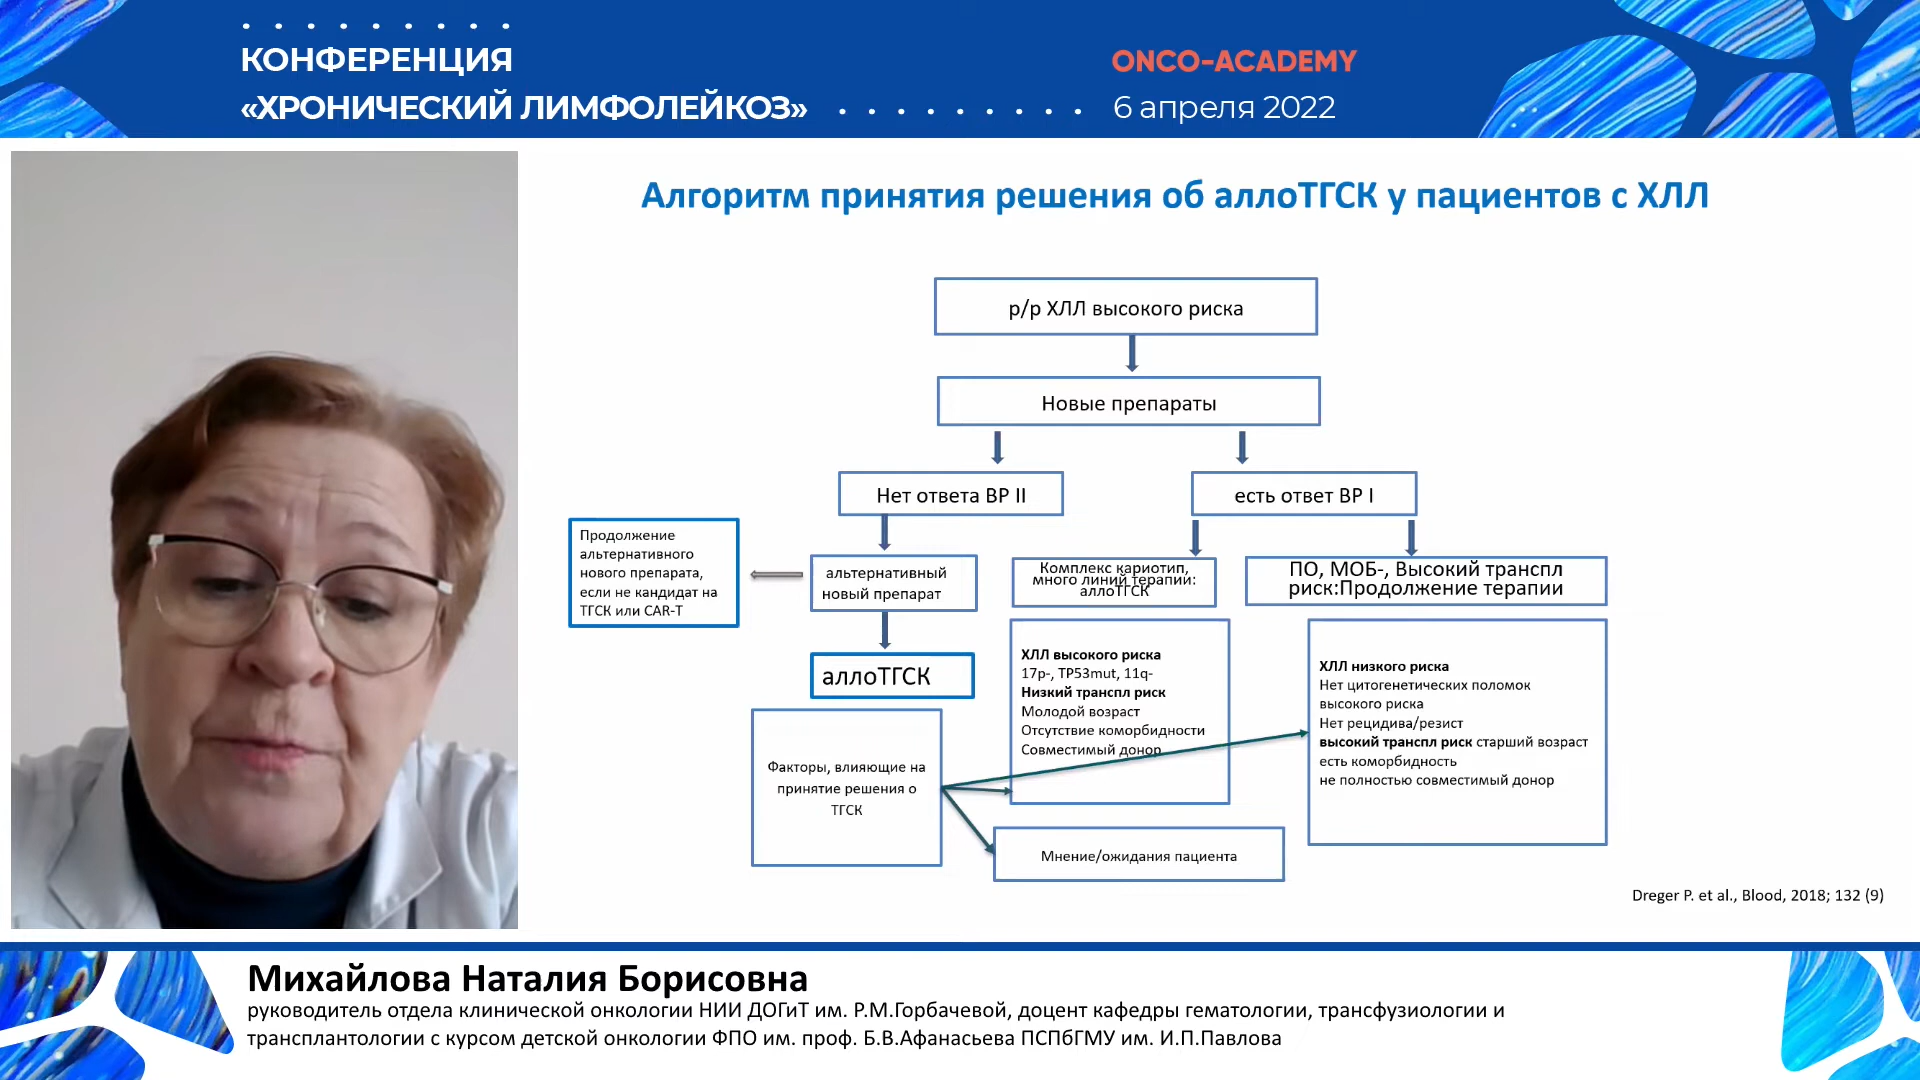 КОНФЕРЕНЦИЯ
«ХРОНИЧЕСКИЙ ЛИМФОЛЕЙКОЗ»
ONCO-ACADEMY
6 апреля 2022
Алгоритм принятия решения об аллоТГСК у пациентов с ХЛЛ
р/р ХЛЛ высокого риска
Новые препараты
Нет ответа ВР II
есть ответ ВР I
Продолжение
альтернативного
нового препарата,
если не кандидат на
ТГСК или CAR-T
альтернативный
новый препарат
Комплекс кариотип,
много линий терапии:
аллоТГСК
ПО, МОБ-, Высокий транспл
риск:Продолжение терапии
аллоТГСК
ХЛЛ высокого риска
17p-, TP53mut, 11q-
Низкий транспл риск
Молодой возраст
Отсутствие коморбидности
Совместимый донор
ХЛЛ низкого риска
Нет цитогенетических поломок
высокого риска
Нет рецидива/резист
высокий транспл риск старший возраст
есть коморбидность
не полностью совместимый донор
Факторы, влияющие на
принятие решения о
ТГСК
Мнение/ожидания пациента
Dreger P. et al., Blood, 2018; 132 (9)
Михайлова Наталия Борисовна
руководитель отдела клинической онкологии НИИ ДОГиТ им. Р.М.Горбачевой, доцент кафедры гематологии, трансфузиологии и
трансплантологии с курсом детской онкологии ФПО им. проф. Б.В.Афанасьева ПСПбГМУ им. И.П.Павлова